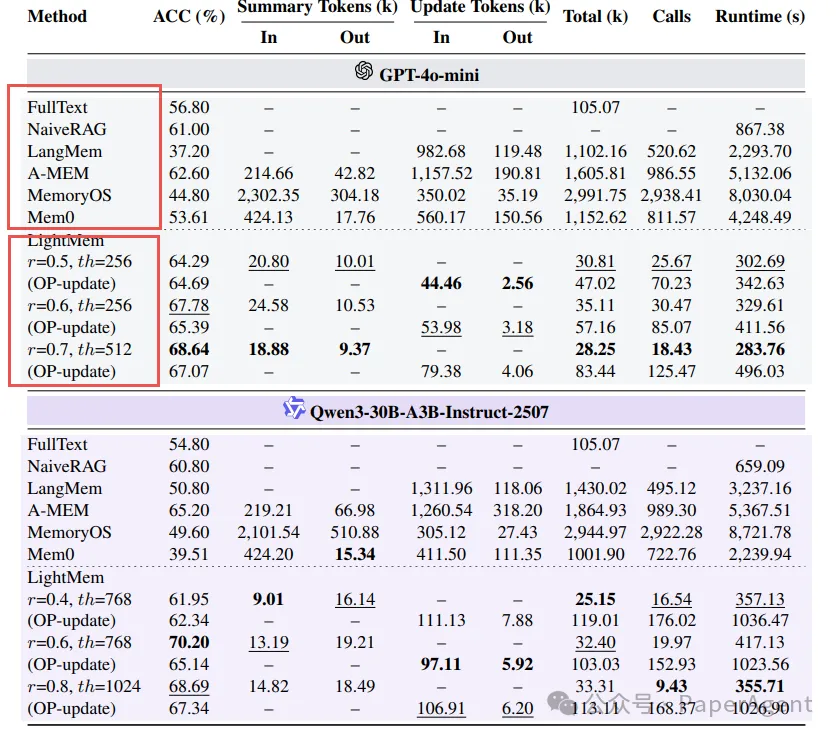 Method ACC (%) Summary Tokens (k) Update Tokens (k) Total (k) Calls Runtime (s)
In Out In Out
GPT-4o-mini
FullText 56.80 – – – – 105.07 – –
NaiveRAG 61.00 – – – – – – 867.38
LangMem 37.20 – – 982.68 119.48 1,102.16 520.62 2,293.70
A-MEM 62.60 214.66 42.82 1,157.52 190.81 1,605.81 986.55 5,132.06
MemoryOS 44.80 2,302.35 304.18 350.02 35.19 2,991.75 2,938.41 8,030.04
Mem0 53.61 424.13 17.76 560.17 150.56 1,152.62 811.57 4,248.49
LightMem
r=0.5, th=256 64.29 20.80 10.01 – – 30.81 25.67 302.69
(OP-update) 64.69 – – 44.46 2.56 47.02 70.23 342.63
r=0.6, th=256 67.78 24.58 10.53 – – 35.11 30.47 329.61
(OP-update) 65.39 – – 53.98 3.18 57.16 85.07 411.56
r=0.7, th=512 68.64 18.88 9.37 – – 28.25 18.43 283.76
(OP-update) 67.07 – – 79.38 4.06 83.44 125.47 496.03
Qwen3-30B-A3B-Instruct-2507
FullText 54.80 – – – – 105.07 – –
NaiveRAG 60.80 – – – – – – 659.09
LangMem 50.80 – – 1,311.96 118.06 1,430.02 495.12 3,237.16
A-MEM 65.20 219.21 66.98 1,260.54 318.20 1,864.93 989.30 5,367.51
MemoryOS 49.60 2,101.54 510.88 305.12 27.43 2,944.97 2,922.28 8,721.78
Mem0 39.51 424.20 15.34 411.50 111.35 1001.90 722.76 2,239.94
LightMem
r=0.4, th=768 61.95 9.01 16.14 – – 25.15 16.54 357.13
(OP-update) 62.34 – – 111.13 7.88 119.01 176.02 1036.47
r=0.6, th=768 70.20 13.19 19.21 – – 32.40 19.97 417.13
(OP-update) 65.14 – – 97.11 5.92 103.03 152.93 1023.56
r=0.8, th=1024 68.69 14.82 18.49 – – 33.31 9.43 355.71
(OP-update) 67.34 – – 106.91 6.20 113.11 168.37 1026.90
公众号 · PaperAgent